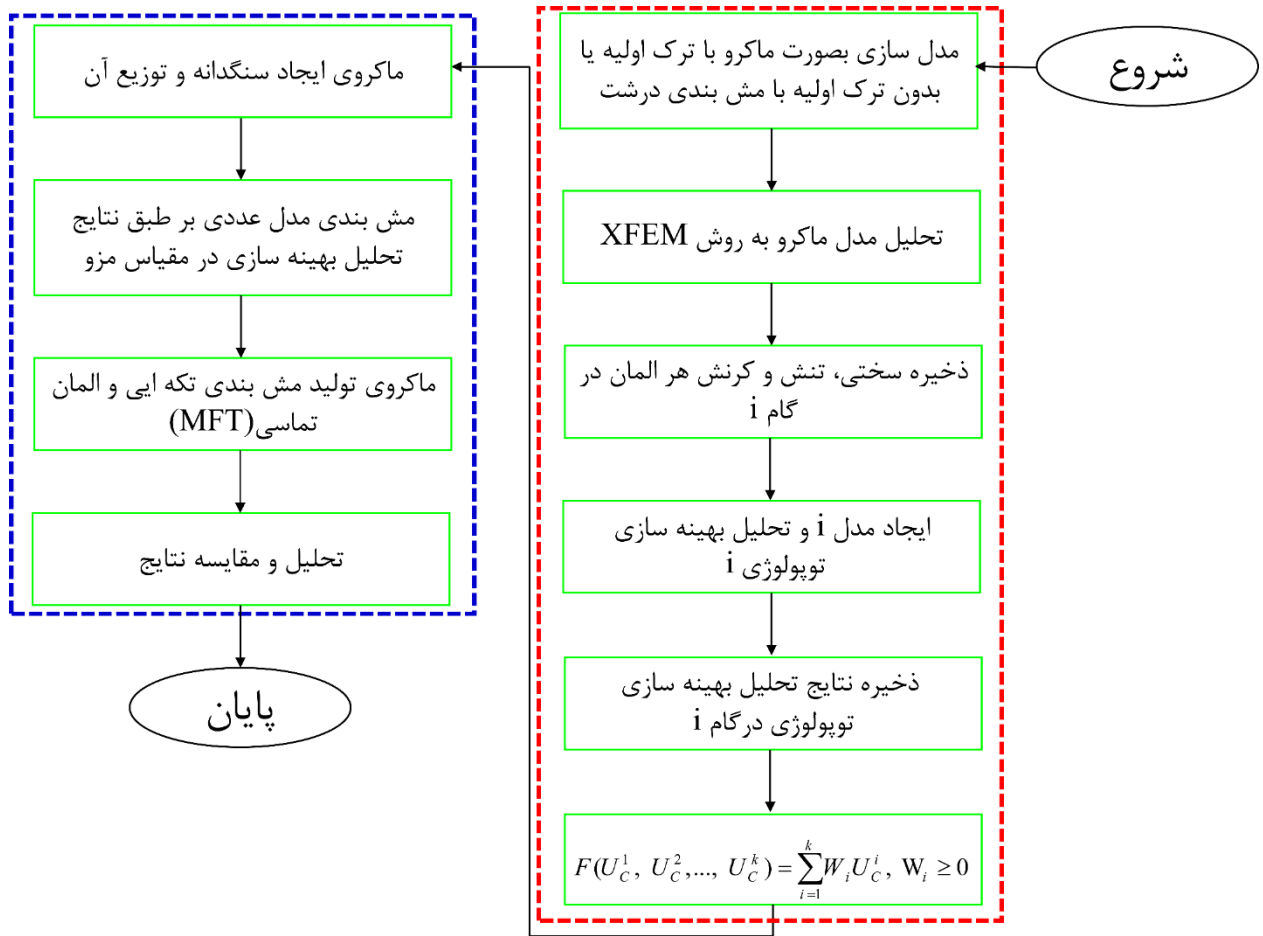 شروع
مدل سازی بصورت ماکرو با ترک اولیه یا
بدون ترک اولیه با مش بندی درشت
تحلیل مدل ماکرو به روش XFEM
ذخیره سختی، تنش و کرنش هر المان در
گام i
ایجاد مدل i و تحلیل بهینه سازی
توپولوژی i
ذخیره نتایج تحلیل بهینه سازی
توپولوژی درگام i
$F(U_C^1, U_C^2, ..., U_C^k) = \sum_{i=1}^{k} W_i U_C^i, W_i \geq 0$
ماکروی ایجاد سنگدانه و توزیع آن
مش بندی مدل عددی بر طبق نتایج
تحلیل بهینه سازی در مقیاس مزو
ماکروی تولید مش بندی تکه ایی و المان
تماسی(MFT)
تحلیل و مقایسه نتایج
پایان